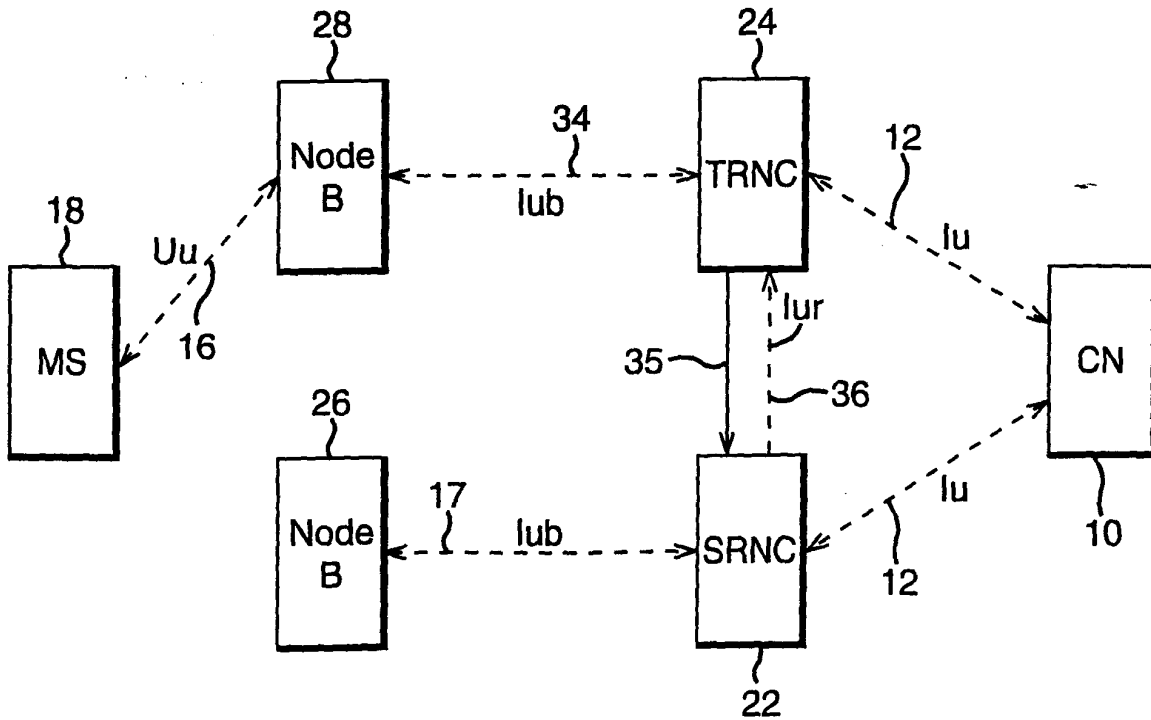 28
24
34
12
Node
B
TRNC
Iub
18
Uu
Iu
16
MS
Iur
35
36
CN
26
17
Iub
Node
B
SRNC
Iu
12
10
22